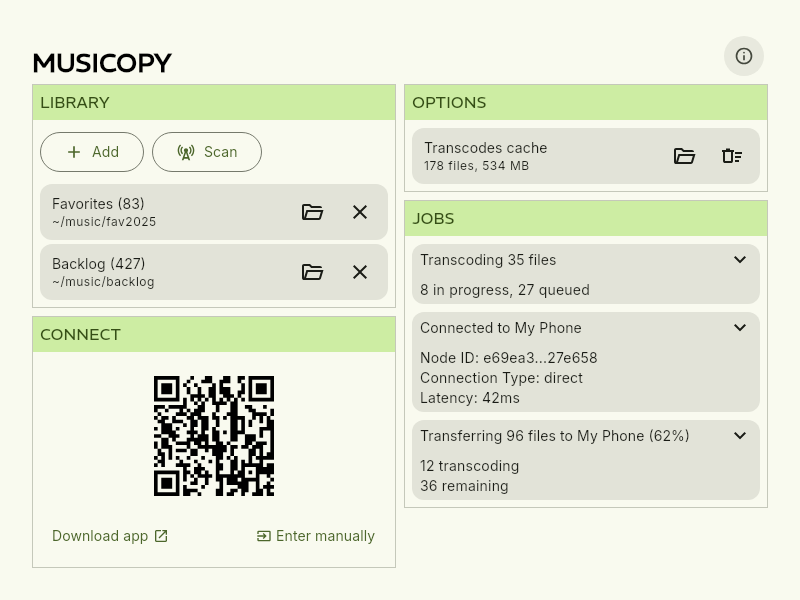 MUSICOPY
LIBRARY
Add
Scan
Favorites (83)
~/music/fav2025
Backlog (427)
~/music/backlog
CONNECT
Download app
Enter manually
OPTIONS
Transcodes cache
178 files, 534 MB
JOBS
Transcoding 35 files
8 in progress, 27 queued
Connected to My Phone
Node ID: e69ea3...27e658
Connection Type: direct
Latency: 42ms
Transferring 96 files to My Phone (62%)
12 transcoding
36 remaining